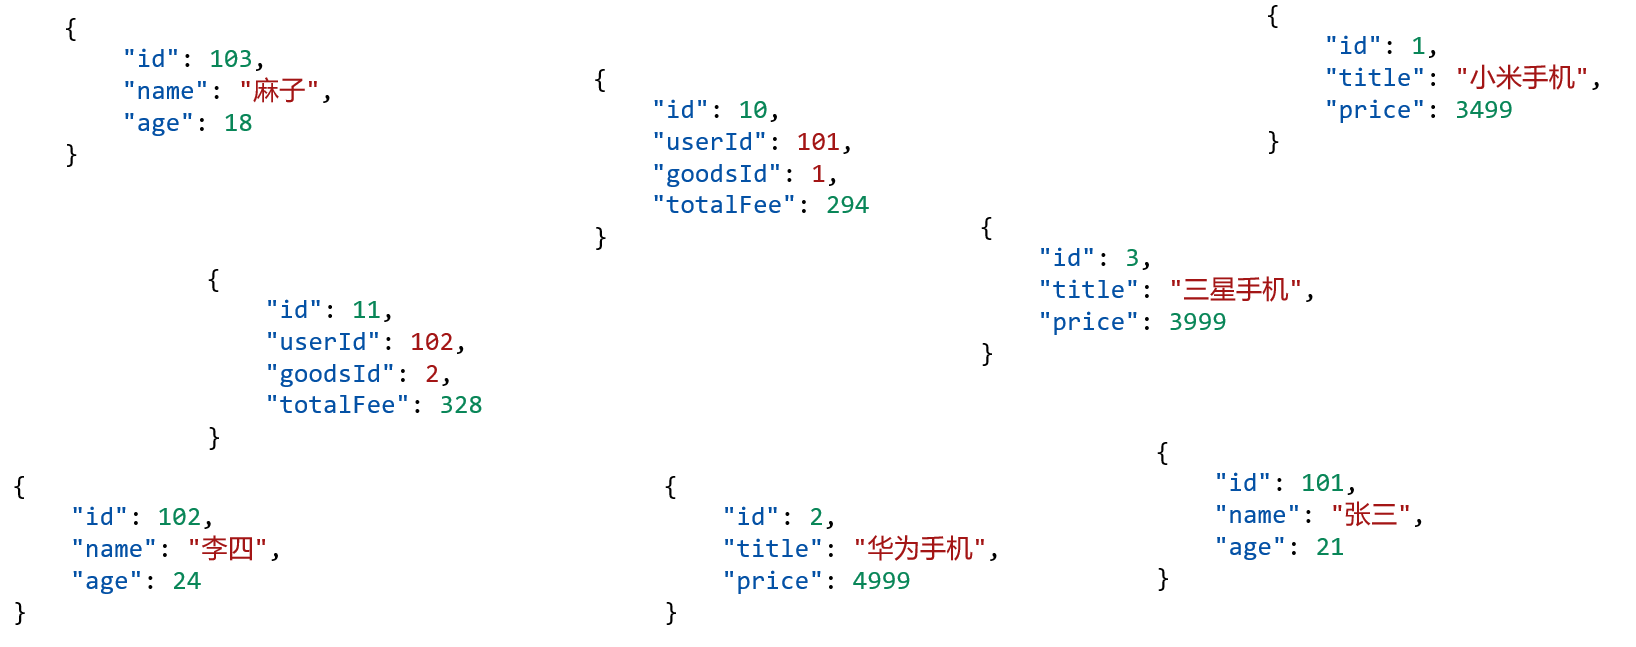 {
"id": 103,
"name": "麻子",
"age": 18
}
{
"id": 10,
"userId": 101,
"goodsId": 1,
"totalFee": 294
}
{
"id": 1,
"title": "小米手机",
"price": 3499
}
{
"id": 11,
"userId": 102,
"goodsId": 2,
"totalFee": 328
}
{
"id": 3,
"title": "三星手机",
"price": 3999
}
{
"id": 102,
"name": "李四",
"age": 24
}
{
"id": 2,
"title": "华为手机",
"price": 4999
}
{
"id": 101,
"name": "张三",
"age": 21
}